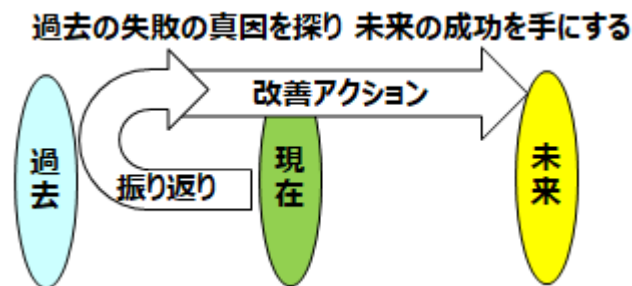 過去の失敗の真因を探り 未来の成功を手にする
改善アクション
過去
振り返り
現在
未来